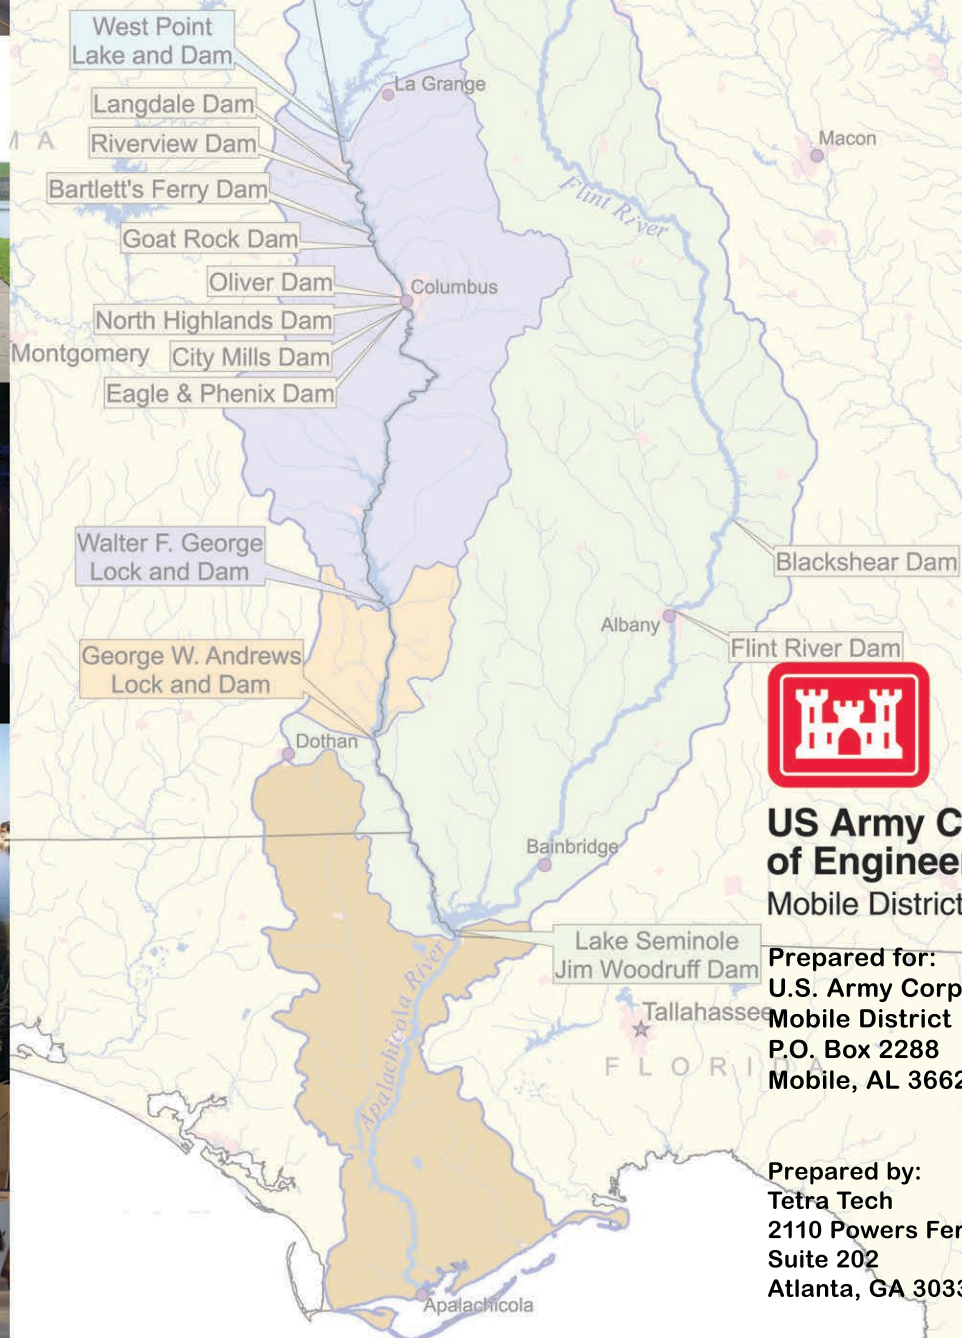 West Point
Lake and Dam
La Grange
Langdale Dam
M A
Riverview Dam
Macon
Bartlett's Ferry Dam
Flint River
Goat Rock Dam
Oliver Dam
Columbus
North Highlands Dam
Montgomery
City Mills Dam
Eagle & Phenix Dam
Walter F. George
Lock and Dam
Blackshear Dam
Albany
Flint River Dam
George W. Andrews
Lock and Dam
Dothan
US Army C
of Enginee
Mobile District
Bainbridge
Lake Seminole
Jim Woodruff Dam
Prepared for:
U.S. Army Corp
Mobile District
P.O. Box 2288
Mobile, AL 3662
Tallahassee
FLORIDA
Apalachicola River
Prepared by:
Tetra Tech
2110 Powers Fer
Suite 202
Atlanta, GA 3033
Apalachicola